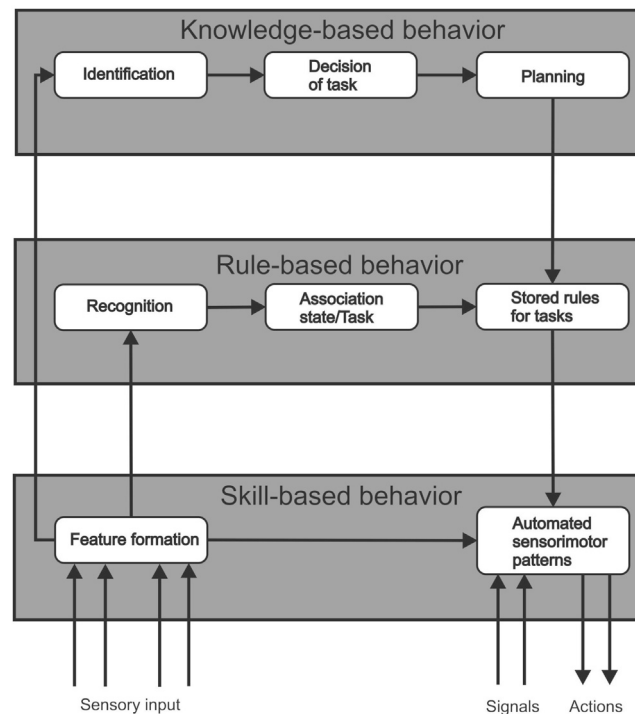 Knowledge-based behavior
Identification
Decision
of task
Planning
Rule-based behavior
Recognition
Association
state/Task
Stored rules
for tasks
Skill-based behavior
Feature formation
Automated
sensorimotor
patterns
Sensory input
Signals
Actions